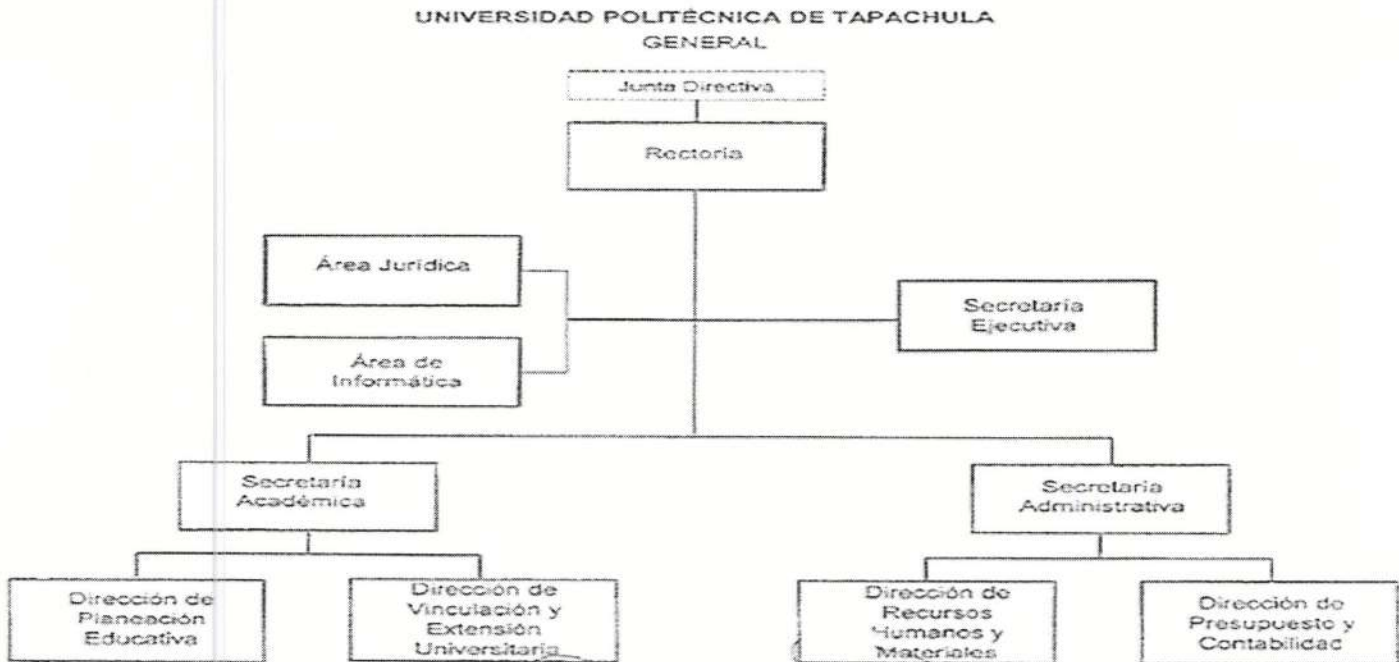 UNIVERSIDAD POLITÉCNICA DE TAPACHULA
GENERAL
Junta Directiva
Rectoría
Área Jurídica
Secretaría
Ejecutiva
Área de
Informática
Secretaría
Académica
Secretaría
Administrativa
Dirección de
Planeación
Educativa
Dirección de
Vinculación y
Extensión
Universitaria
Dirección de
Recursos
Humanos y
Materiales
Dirección de
Presupuesto y
Contabilidad